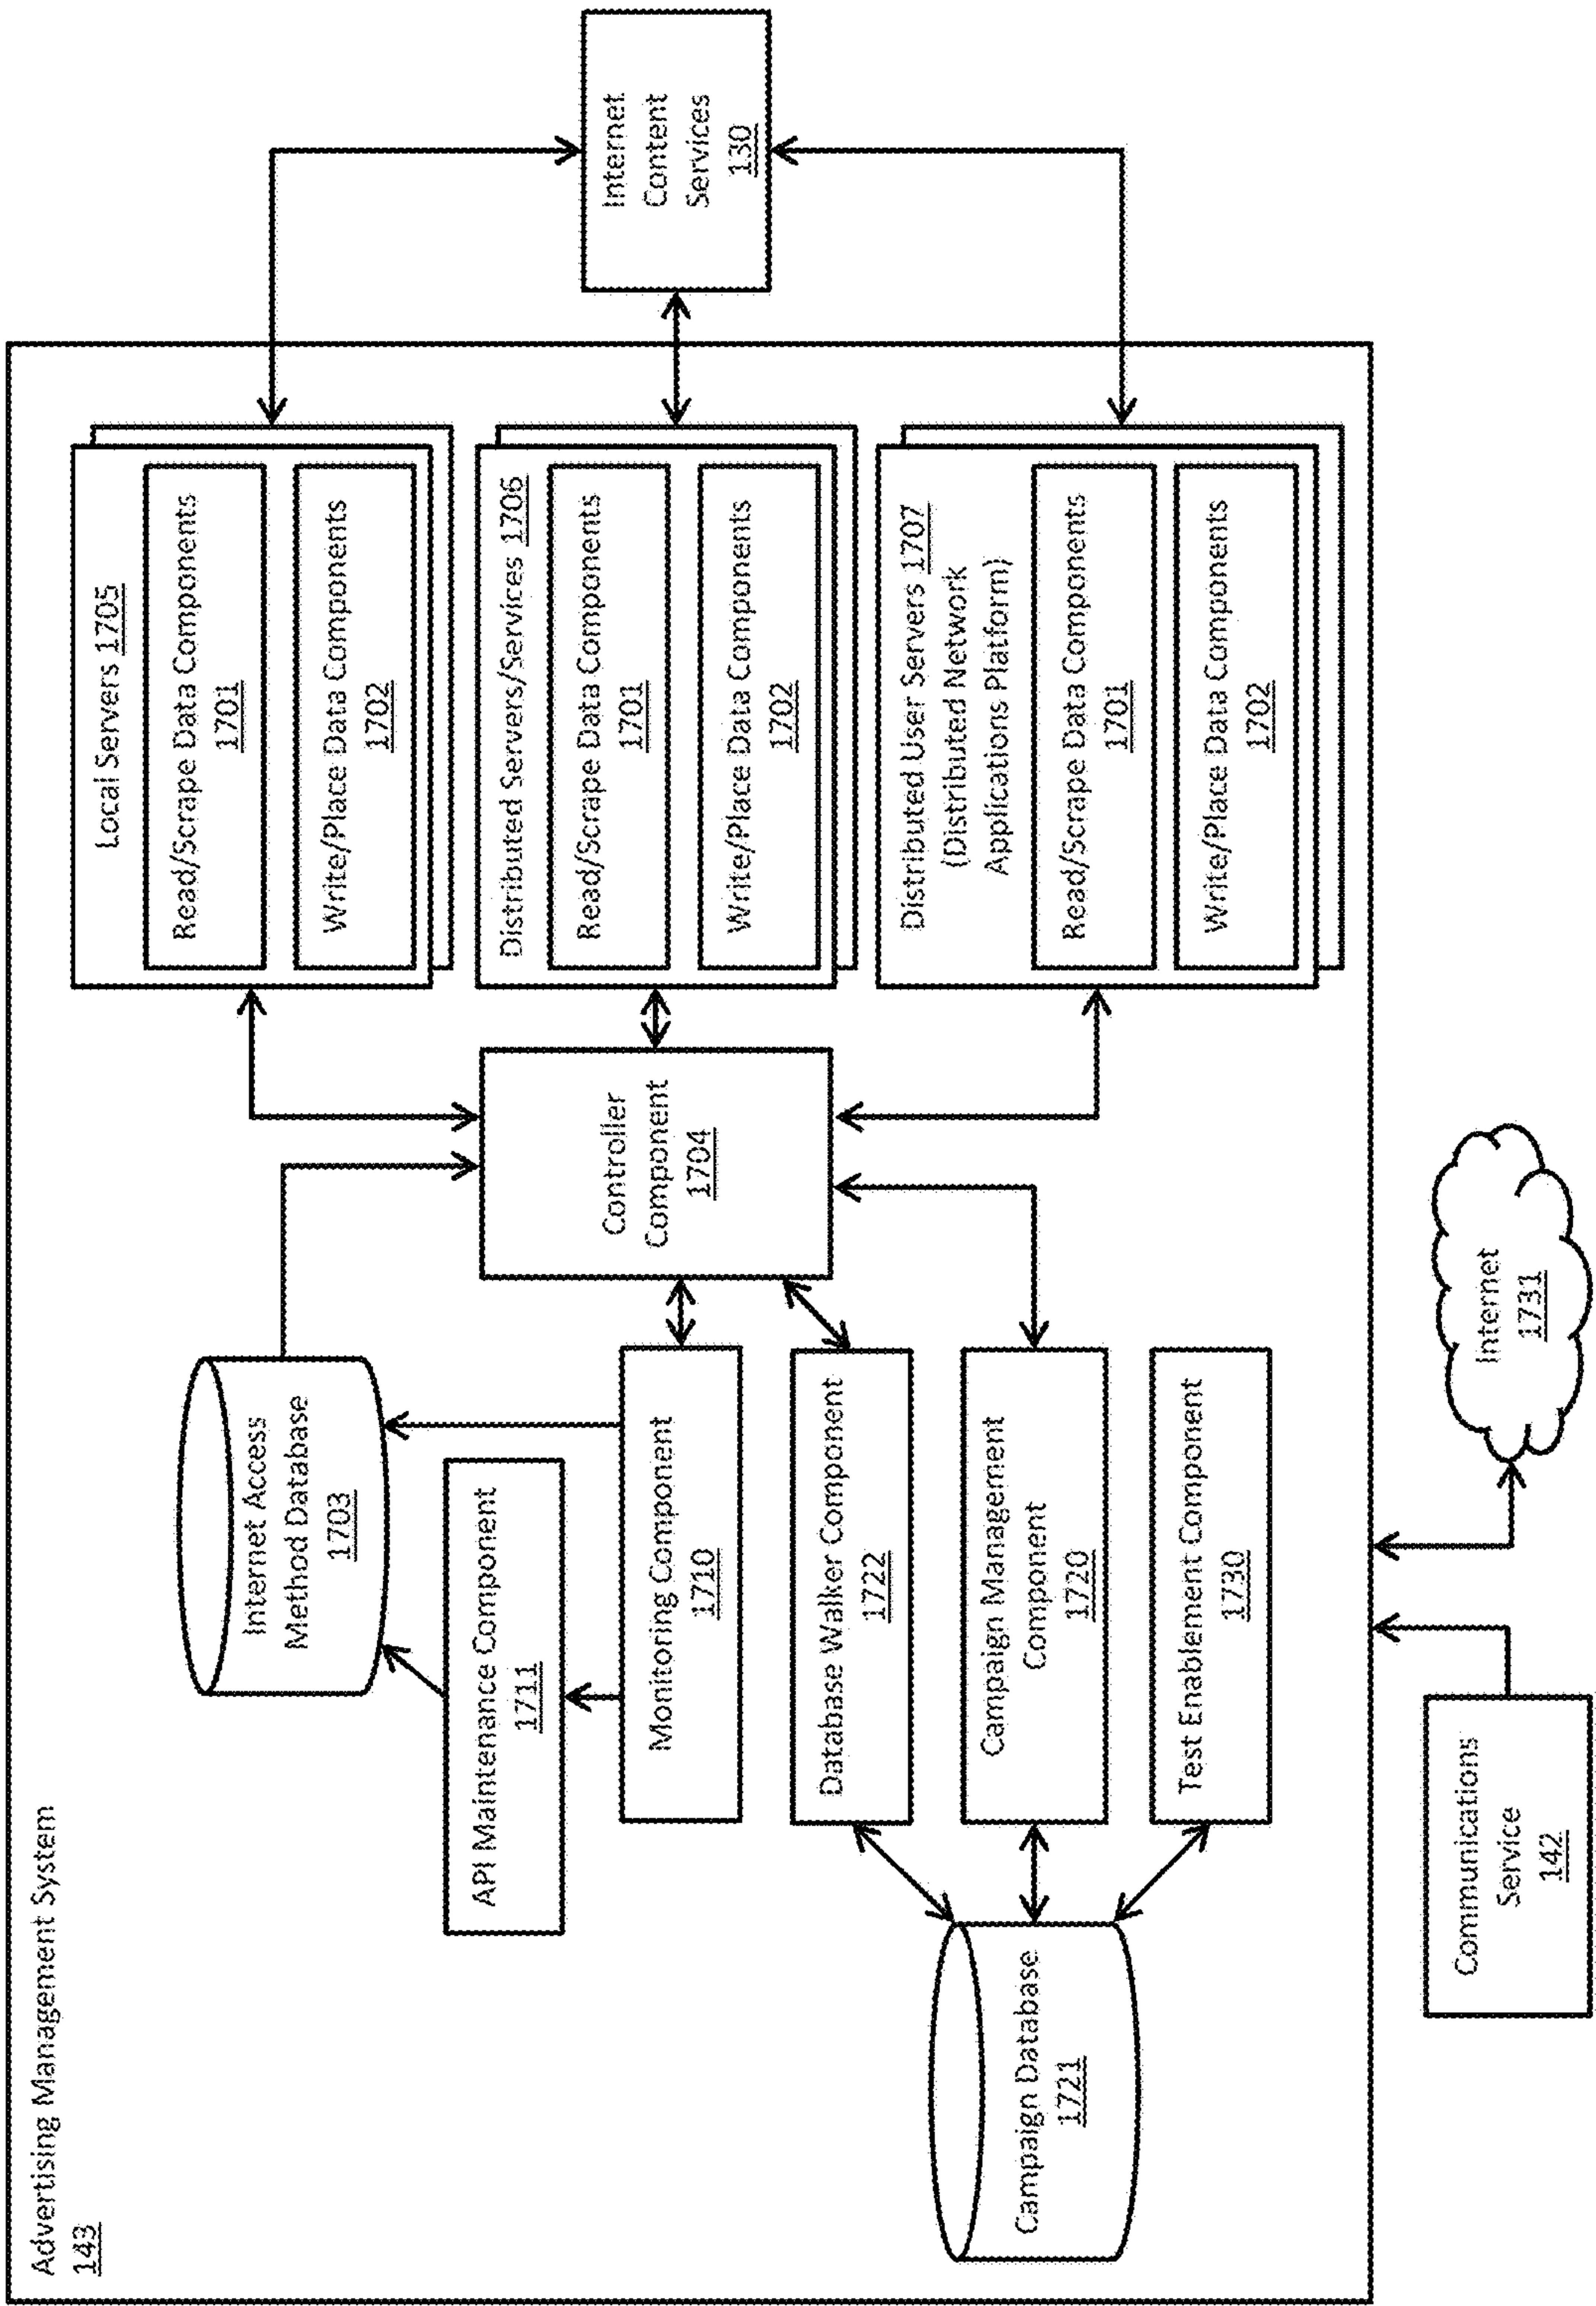 Advertising Management System
143
Internet Access
Method Database
1703
API Maintenance Component
1711
Monitoring Component
1710
Database Walker Component
1722
Campaign Management
Component
1720
Test Enablement Component
1730
Campaign Database
1721
Controller
Component
1704
Local Servers 1705
Read/Scrape Data Components
1701
Write/Place Data Components
1702
Distributed Servers/Services 1706
Read/Scrape Data Components
1701
Write/Place Data Components
1702
Distributed User Servers 1707
(Distributed Network
Applications Platform)
Read/Scrape Data Components
1701
Write/Place Data Components
1702
Internet
Content
Services
130
Communications
Service
142
Internet
1731